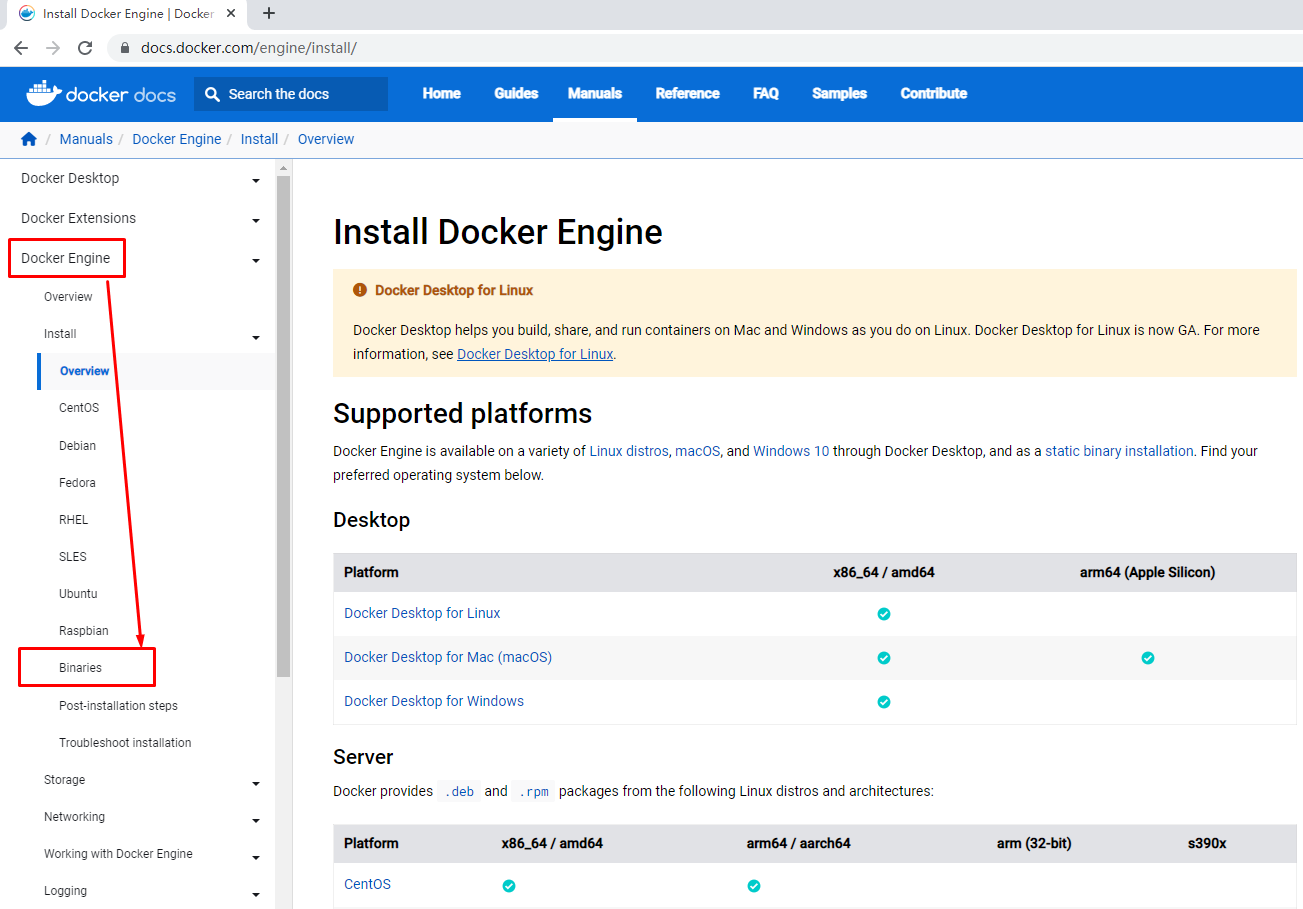 Install Docker Engine | Docker
docs.docker.com/engine/install/
docker docs
Search the docs
Home
Guides
Manuals
Reference
FAQ
Samples
Contribute
/ Manuals / Docker Engine / Install / Overview
Docker Desktop
Docker Extensions
Docker Engine
Overview
Install
Overview
CentOS
Debian
Fedora
RHEL
SLES
Ubuntu
Raspbian
Binaries
Post-installation steps
Troubleshoot installation
Storage
Networking
Working with Docker Engine
Logging
Install Docker Engine
Docker Desktop for Linux
Docker Desktop helps you build, share, and run containers on Mac and Windows as you do on Linux. Docker Desktop for Linux is now GA. For more
information, see Docker Desktop for Linux.
Supported platforms
Docker Engine is available on a variety of Linux distros, macOS, and Windows 10 through Docker Desktop, and as a static binary installation. Find your
preferred operating system below.
Desktop
Platform x86_64 / amd64 arm64 (Apple Silicon)
Docker Desktop for Linux
Docker Desktop for Mac (macOS)
Docker Desktop for Windows
Server
Docker provides .deb and .rpm packages from the following Linux distros and architectures:
Platform x86_64 / amd64 arm64 / aarch64 arm (32-bit) s390x
CentOS